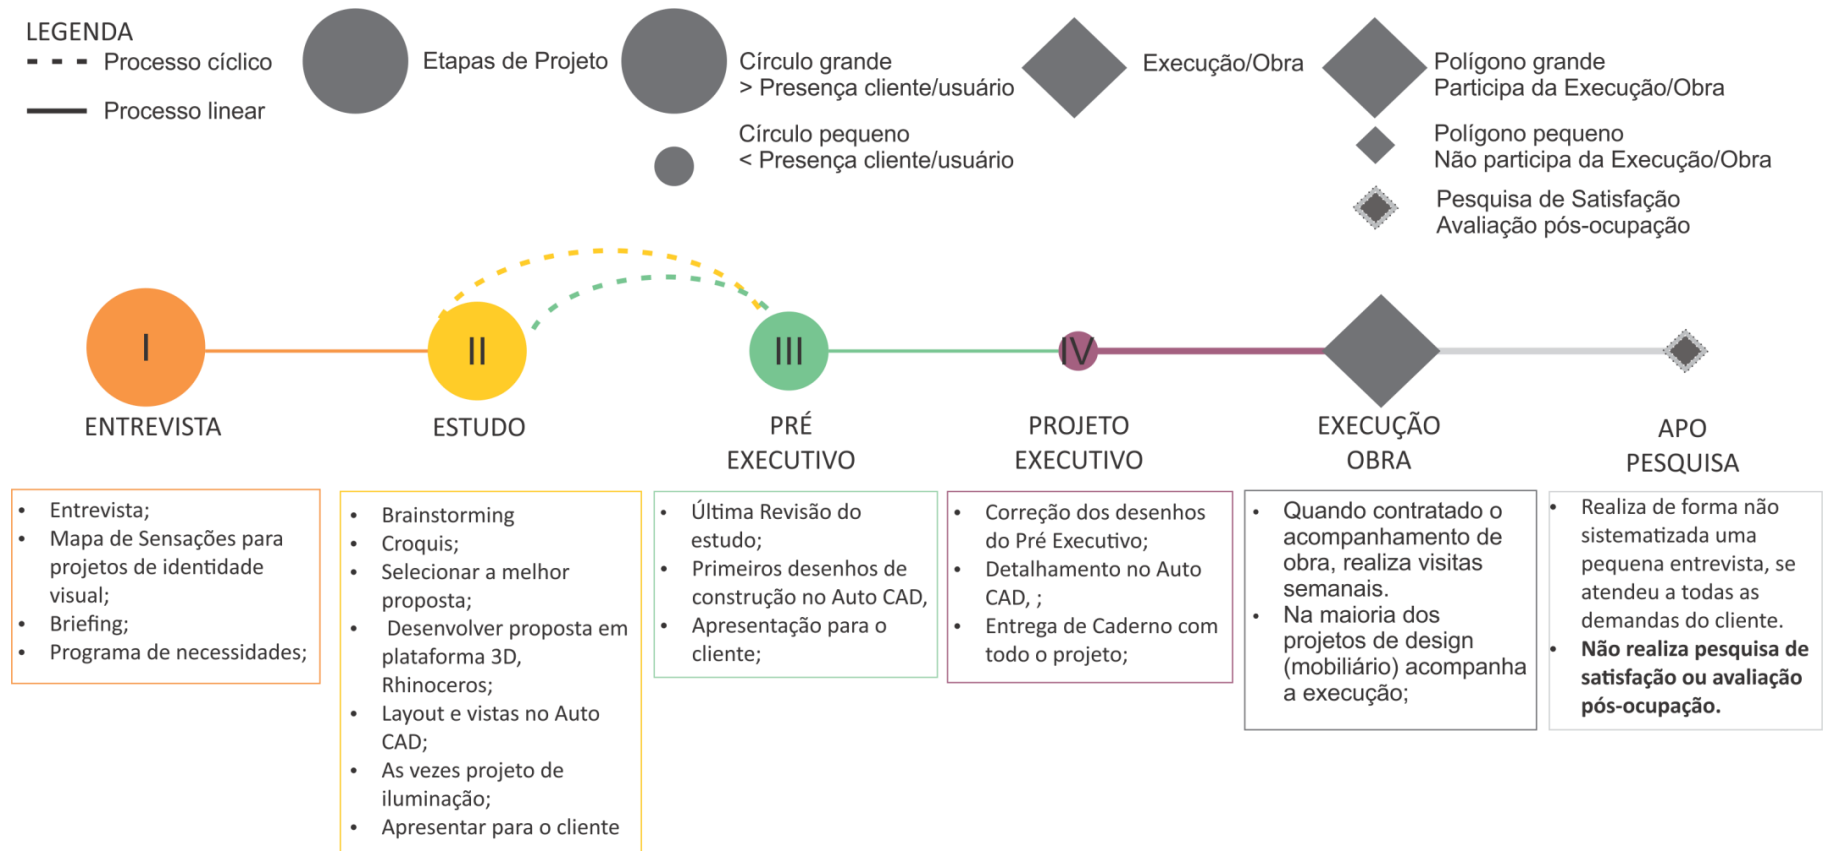 LEGENDA
Processo cíclico
Processo linear
Etapas de Projeto
Círculo grande
> Presença cliente/usuário
Círculo pequeno
< Presença cliente/usuário
Execução/Obra
Polígono grande
Participa da Execução/Obra
Polígono pequeno
Não participa da Execução/Obra
Pesquisa de Satisfação
Avaliação pós-ocupação
I
II
III
IV
ENTREVISTA
ESTUDO
PRÉ
EXECUTIVO
PROJETO
EXECUTIVO
EXECUÇÃO
OBRA
APO
PESQUISA
• Entrevista;
• Mapa de Sensações para
projetos de identidade
visual;
• Briefing;
• Programa de necessidades;
• Brainstorming
• Croquis;
• Selecionar a melhor
proposta;
• Desenvolver proposta em
plataforma 3D,
Rhinoceros;
• Layout e vistas no Auto
CAD;
• As vezes projeto de
iluminação;
• Apresentar para o cliente
• Última Revisão do
estudo;
• Primeiros desenhos de
construção no Auto CAD,
• Apresentação para o
cliente;
• Correção dos desenhos
do Pré Executivo;
• Detalhamento no Auto
CAD, ;
• Entrega de Caderno com
todo o projeto;
• Quando contratado o
acompanhamento de
obra, realiza visitas
semanais.
• Na maioria dos
projetos de design
(mobiliário) acompanha
a execução;
• Realiza de forma não
sistematizada uma
pequena entrevista, se
atendeu a todas as
demandas do cliente.
• Não realiza pesquisa de
satisfação ou avaliação
pós-ocupação.